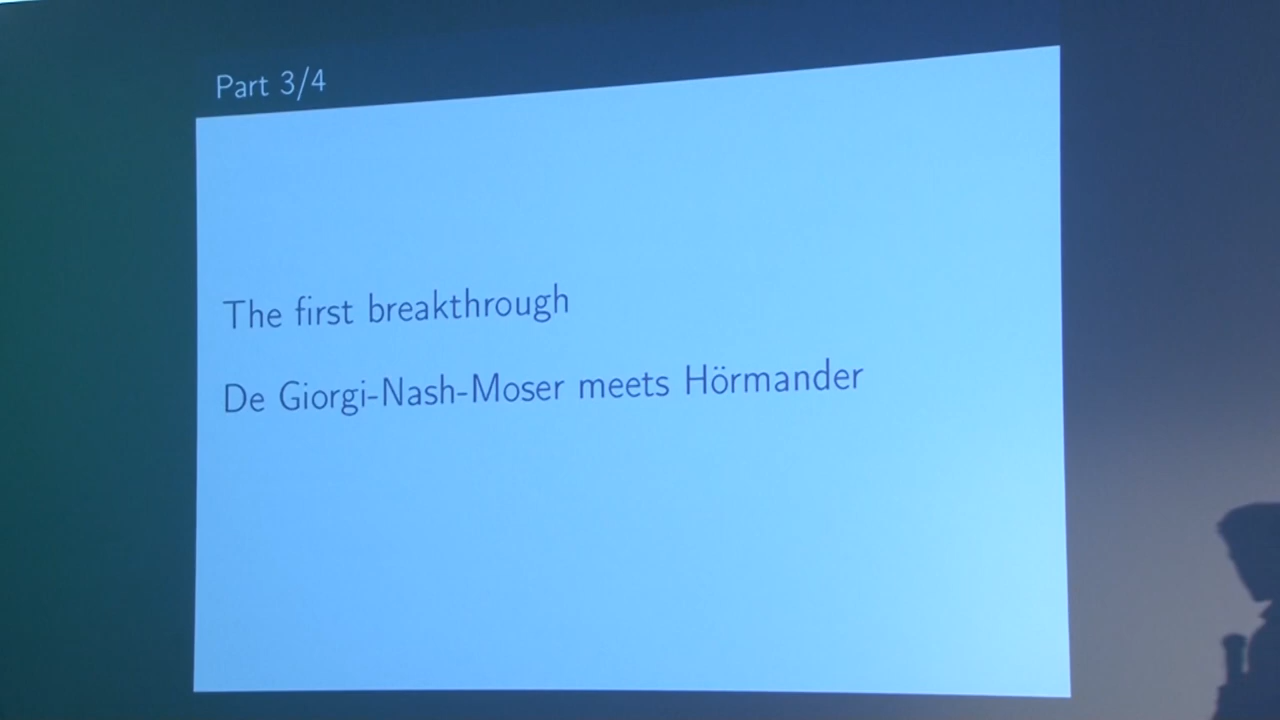 Part 3/4
The first breakthrough
De Giorgi-Nash-Moser meets Hörmander